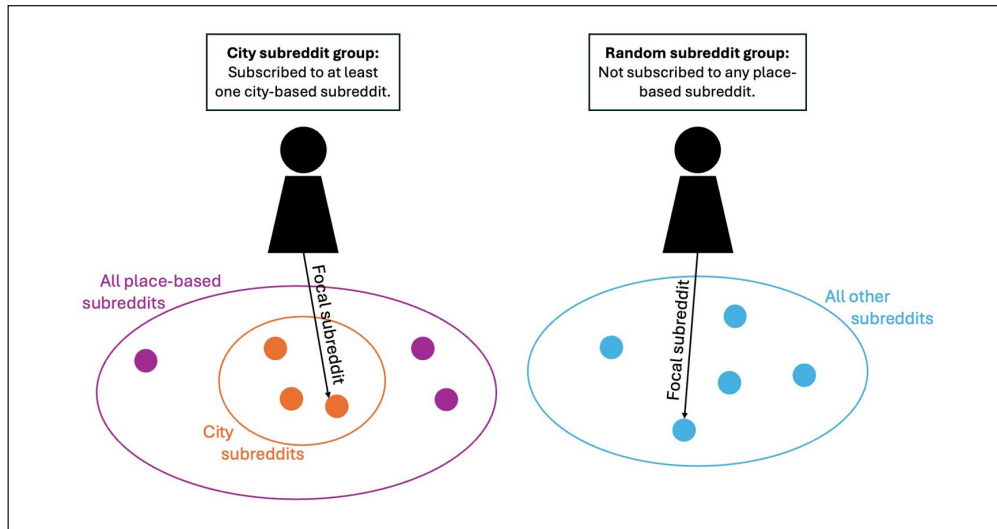 City subreddit group:
Subscribed to at least
one city-based subreddit.
Random subreddit group:
Not subscribed to any place-
based subreddit.
All place-based
subreddits
Focal subreddit
City
subreddits
Focal subreddit
All other
subreddits